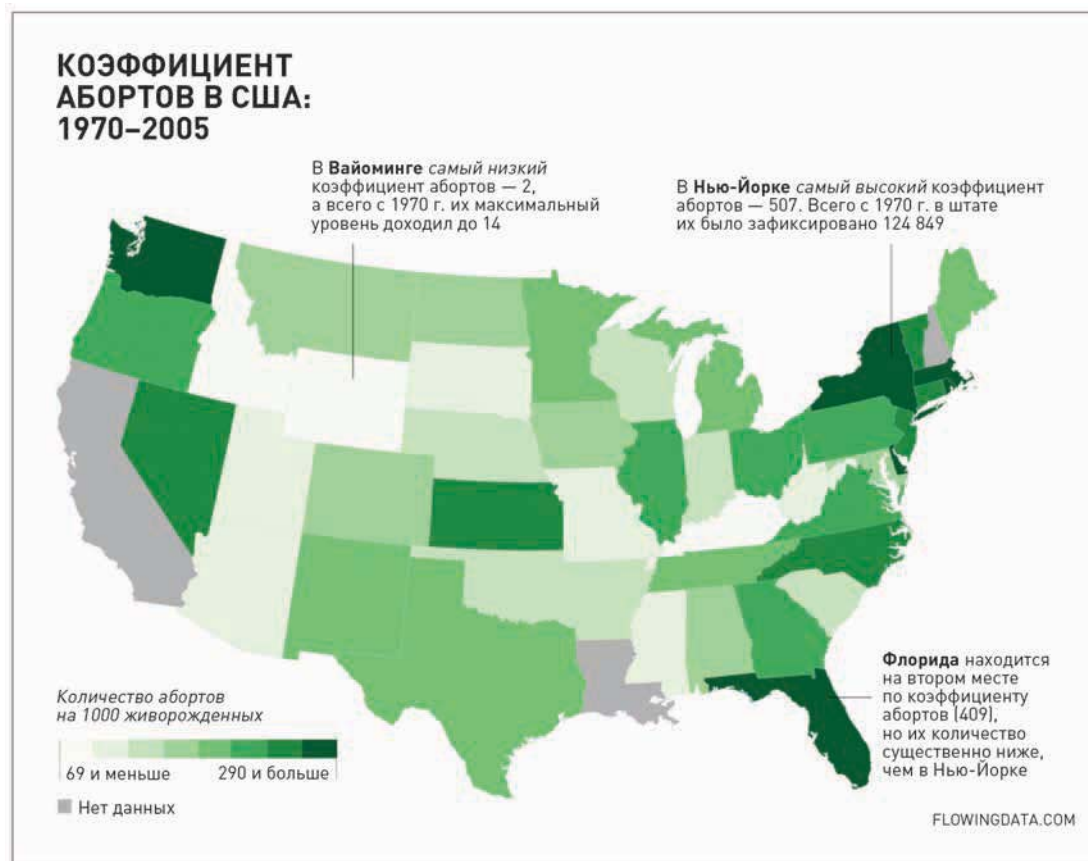 КОЭФФИЦИЕНТ
АБОРТОВ В США:
1970–2005
В Вайоминге самый низкий
коэффициент абортов — 2,
а всего с 1970 г. их максимальный
уровень доходил до 14
В Нью-Йорке самый высокий коэффициент
абортов — 507. Всего с 1970 г. в штате
их было зафиксировано 124 849
Флорида находится
на втором месте
по коэффициенту
абортов (409),
но их количество
существенно ниже,
чем в Нью-Йорке
Количество абортов
на 1000 живорожденных
69 и меньше 290 и больше
Нет данных
FLOWINGDATA.COM